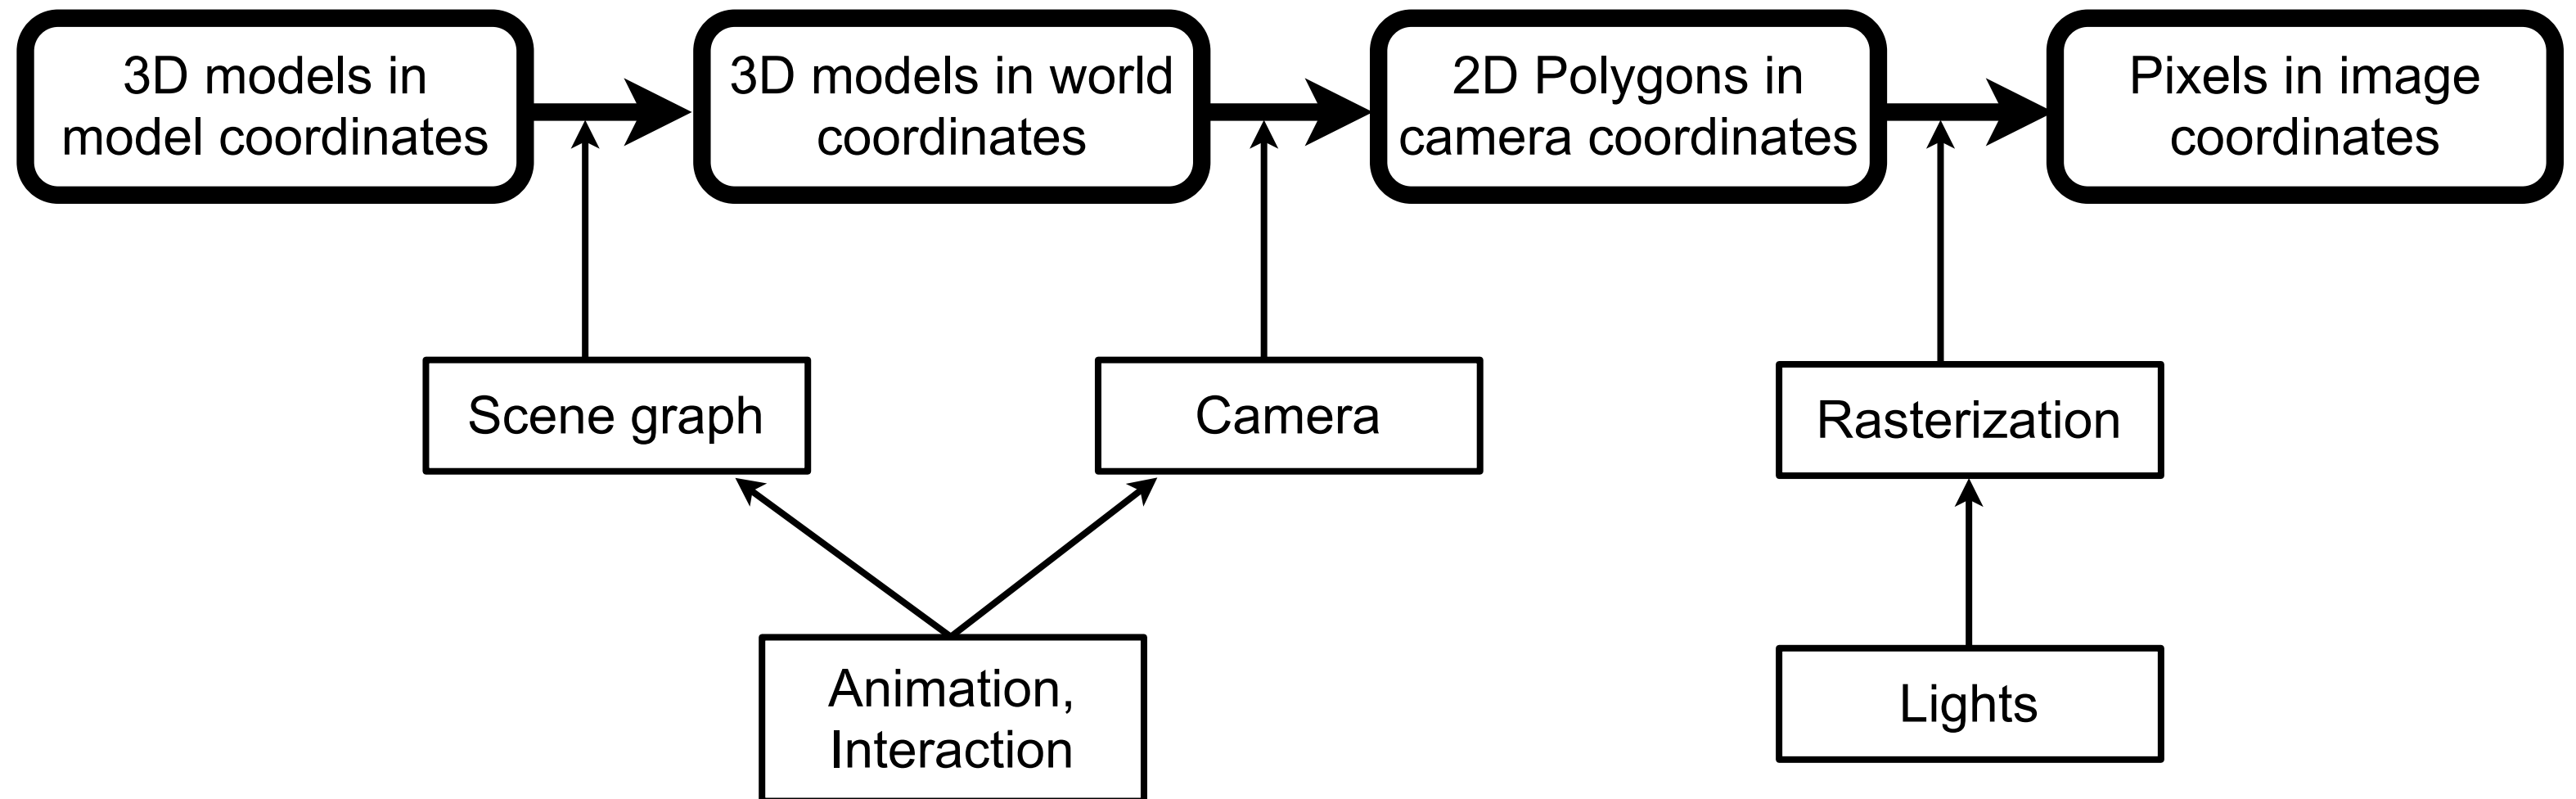 3D models in
model coordinates
3D models in world
coordinates
2D Polygons in
camera coordinates
Pixels in image
coordinates
Scene graph
Camera
Rasterization
Animation,
Interaction
Lights